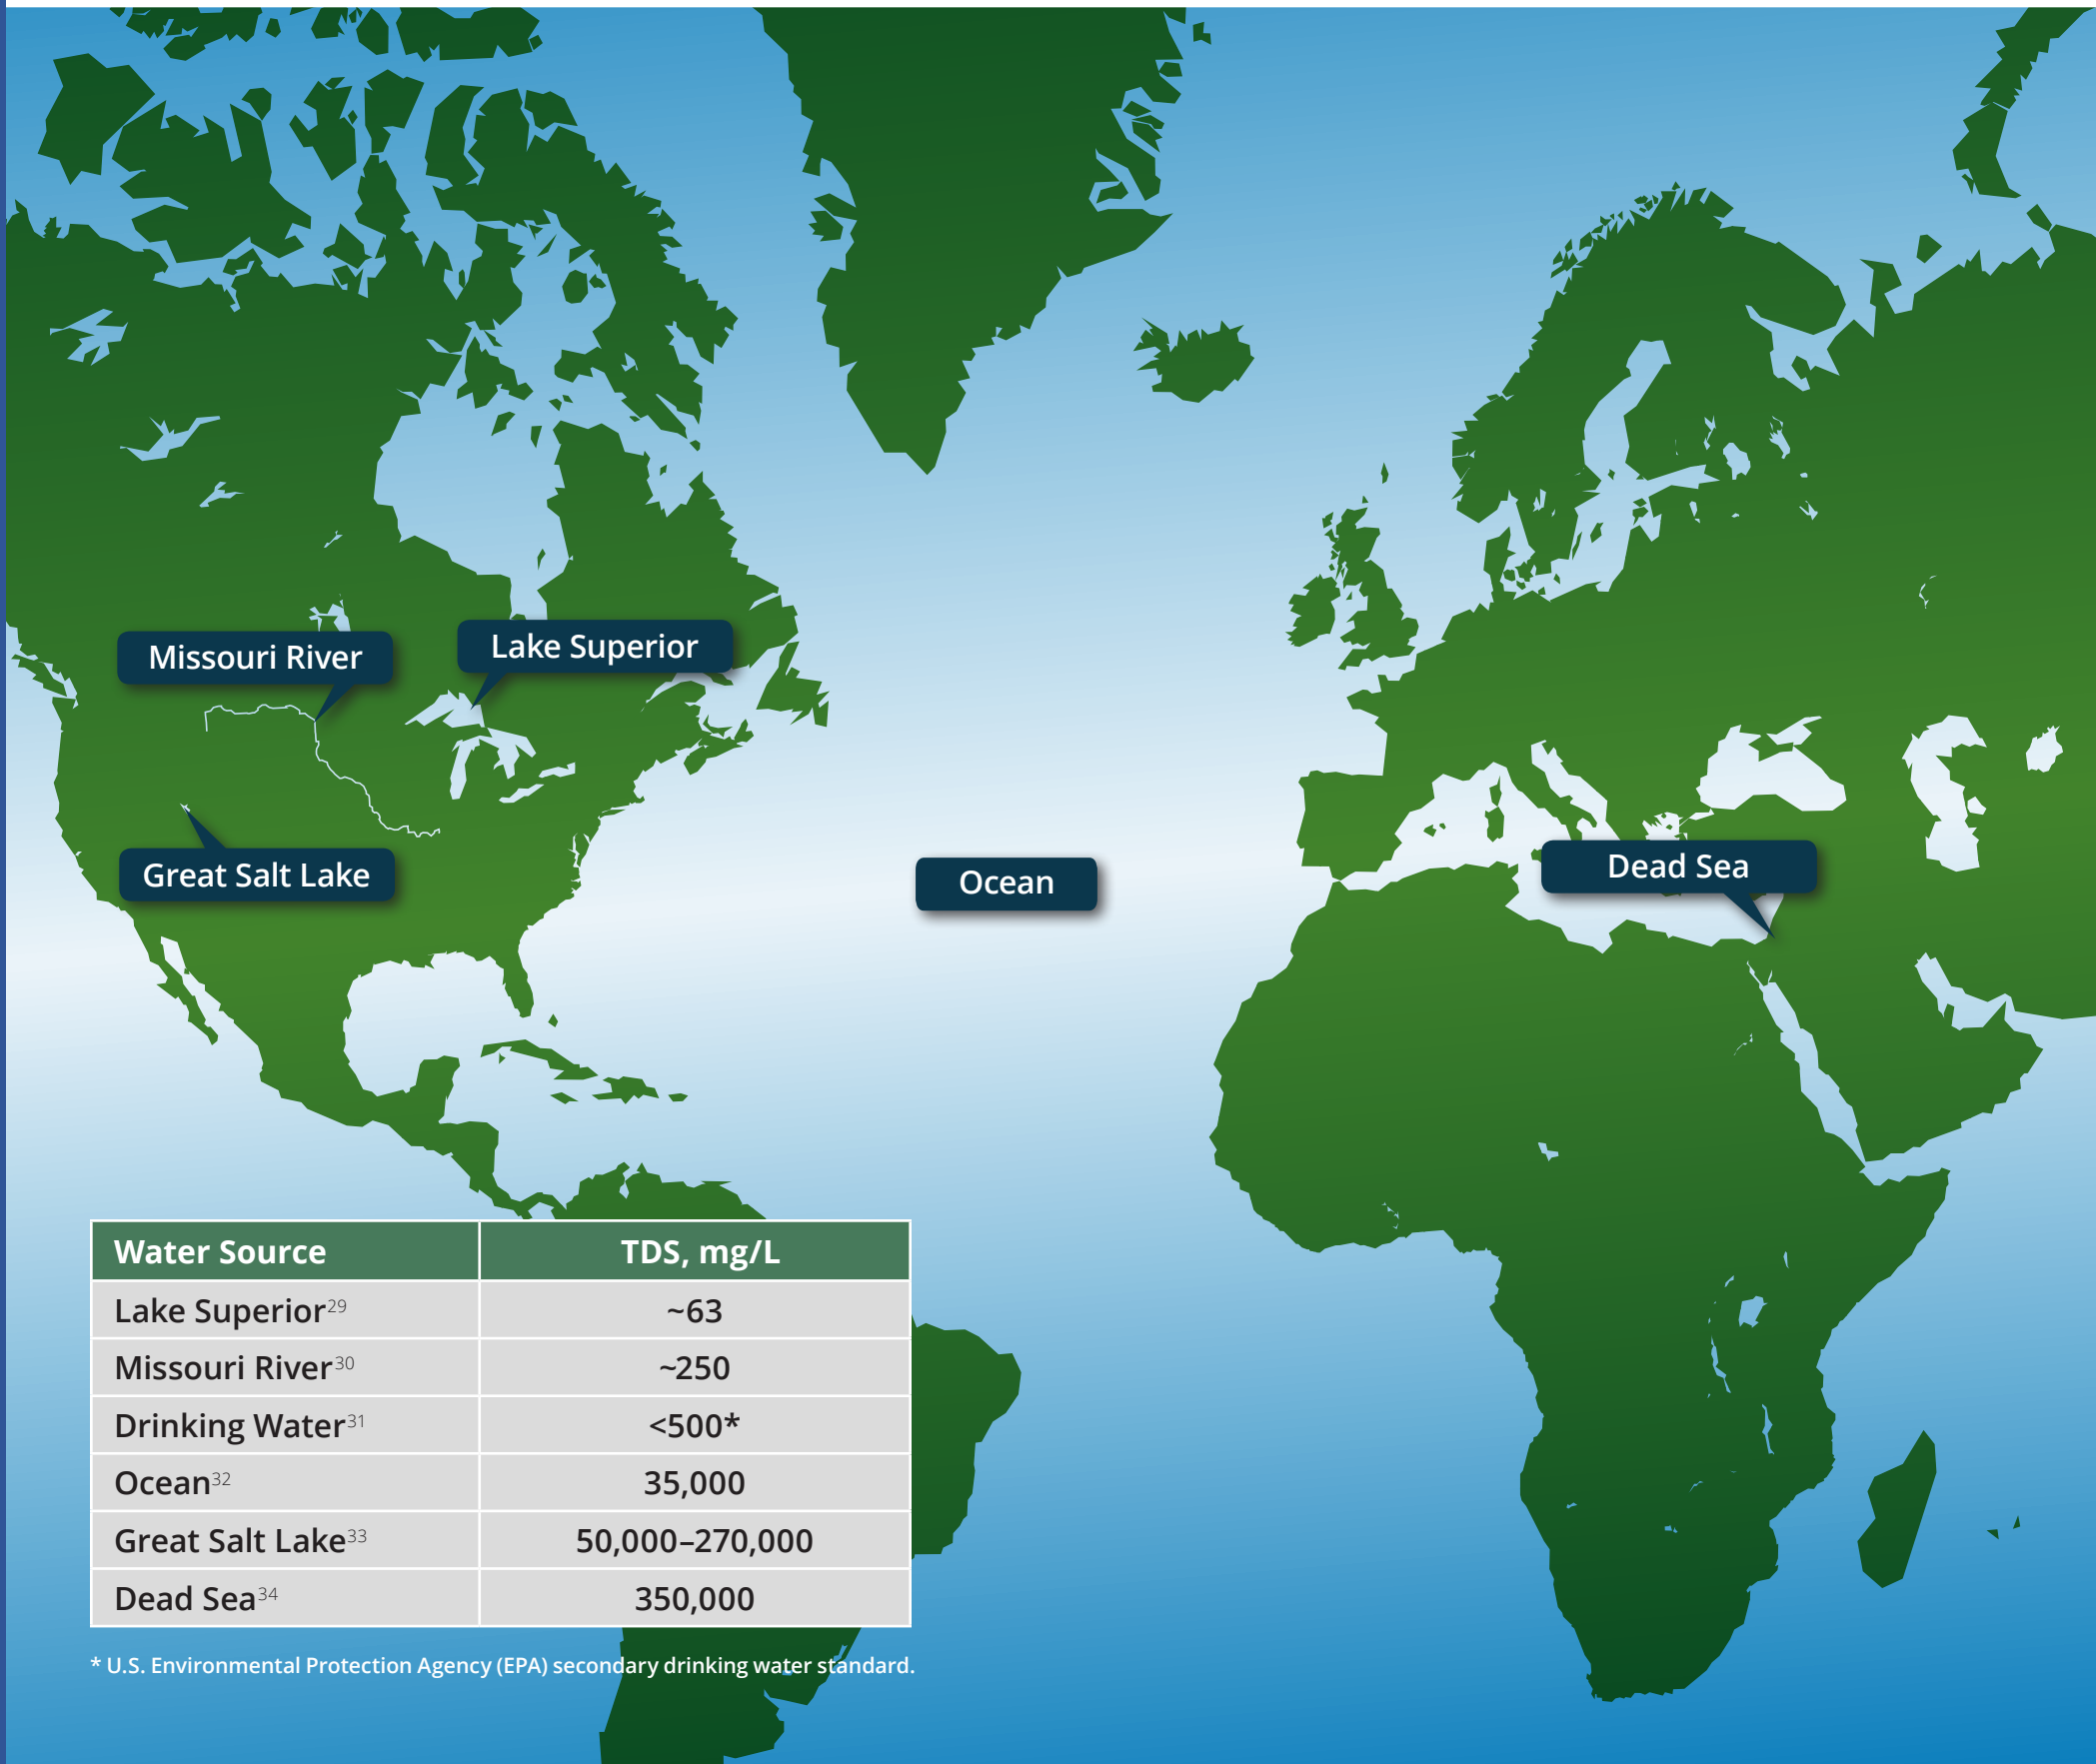 Missouri River
Lake Superior
Great Salt Lake
Ocean
Dead Sea
Water Source TDS, mg/L
Lake Superior29 ~63
Missouri River30 ~250
Drinking Water31 <500*
Ocean32 35,000
Great Salt Lake33 50,000–270,000
Dead Sea34 350,000
* U.S. Environmental Protection Agency (EPA) secondary drinking water standard.